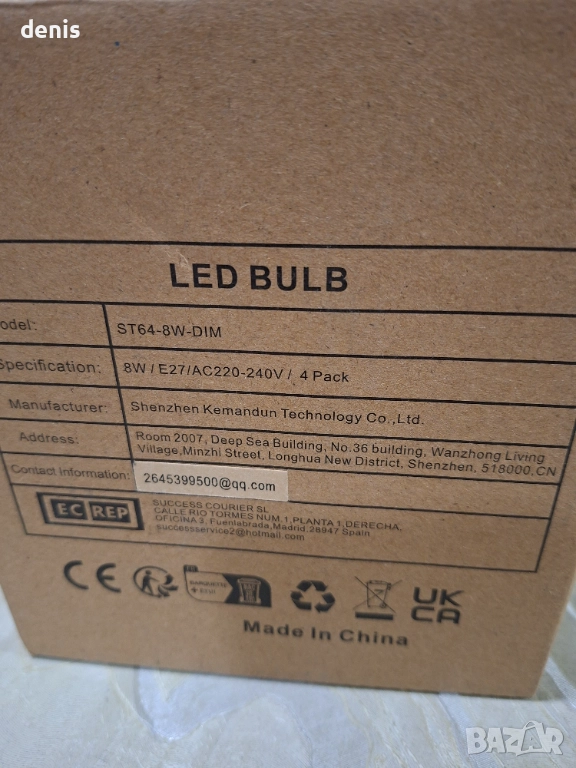 denis
LED BULB
odel: ST64-8W-DIM
Specification: 8W / E27/AC220-240V / 4 Pack
Manufacturer: Shenzhen Kemandun Technology Co.,Ltd.
Address: Room 2007, Deep Sea Building, No.36 building, Wanzhong Living
Village,Minzhi Street, Longhua New District, Shenzhen, 518000,CN
Contact information: 2645399500@qq.com
EC REP
SUCCESS COURIER SL
CALLE RIO TORMES NUM.1,PLANTA 1,DERECHA,
OFICINA 3, Fuenlabrada,Madrid 28947 Spain
successservice2@hotmail.com
CE
UK
CA
Made In China
BAZAR